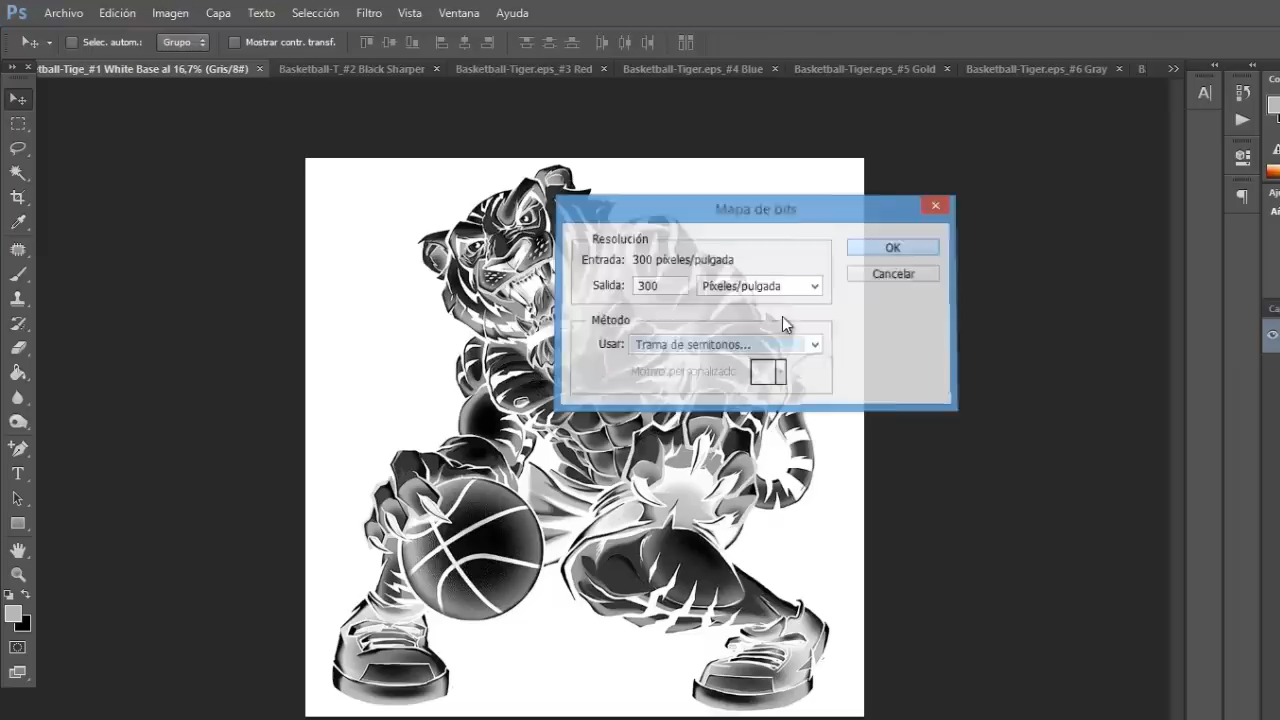 Ps Archivo Edición Imagen Capa Texto Selección Filtro Vista Ventana Ayuda
Selec. autom.: Grupo Mostrar contr. transf.
tball-Tige_#1 White Base al 16,7% (Gris/8#) × Basketball-T_#2 Black Sharper × Basketball-Tiger.eps_#3 Red × Basketball-Tiger.eps_#4 Blue × Basketball-Tiger.eps_#5 Gold × Basketball-Tiger.eps_#6 Gray × B
Mapa de bits
Resolución
Entrada: 300 píxeles/pulgada
Salida: 300 Píxeles/pulgada
Método
Usar: Trama de semitonos...
Motivo personalizado
OK
Cancelar
Co
Aju
Ca